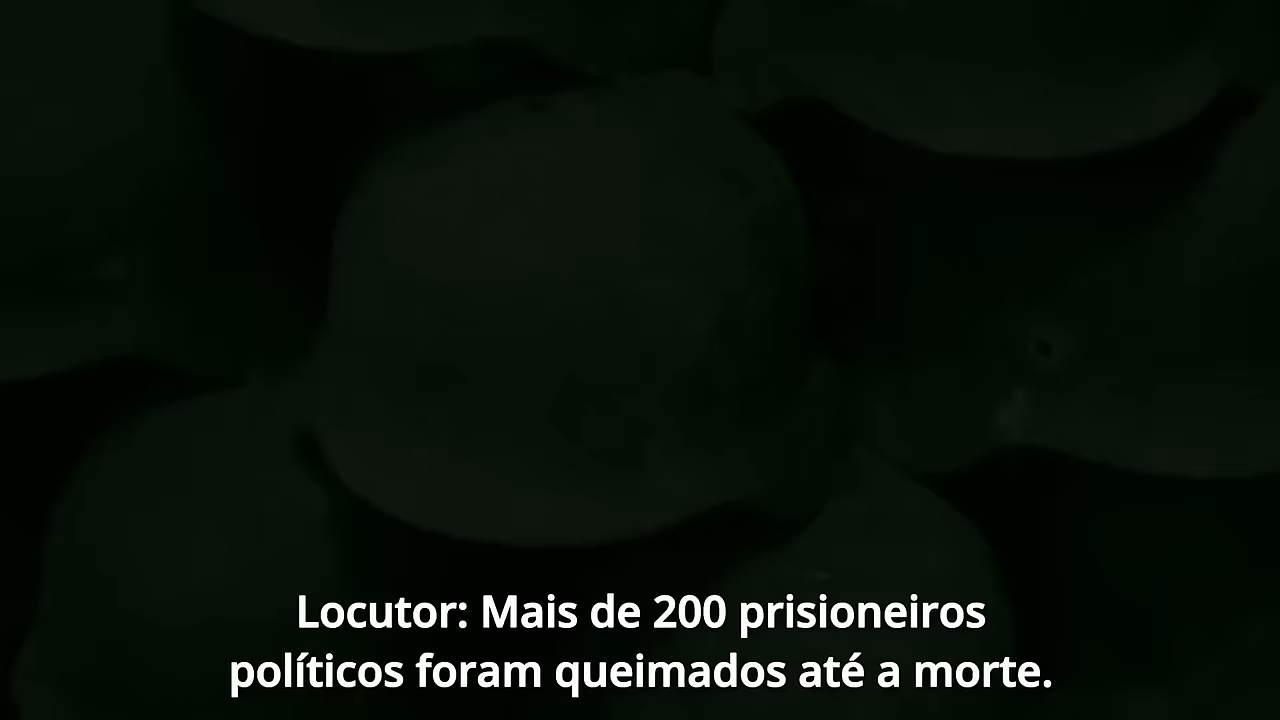 Locutor: Mais de 200 prisioneiros
políticos foram queimados até a morte.